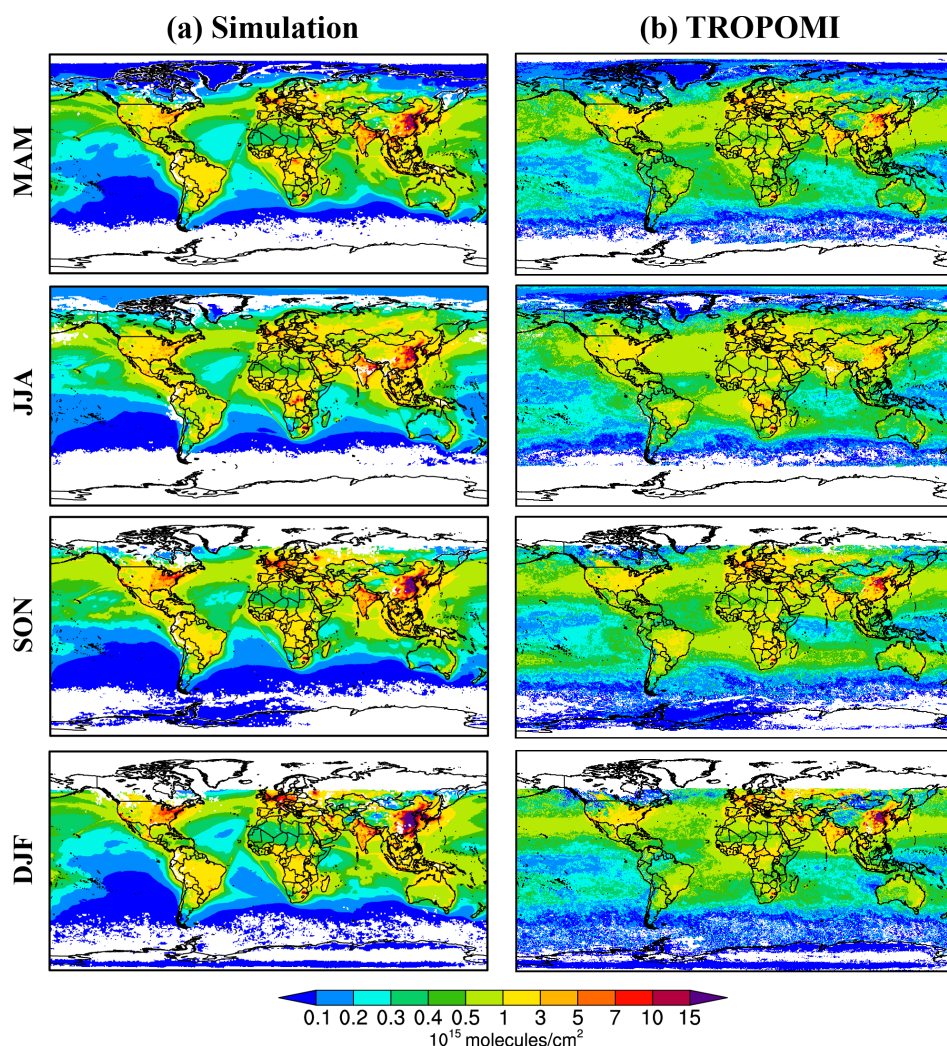 (a) Simulation
(b) TROPOMI
MAM
JJA
SON
DJF
0.1 0.2 0.3 0.4 0.5 1 3 5 7 10 15
10¹⁵ molecules/cm²